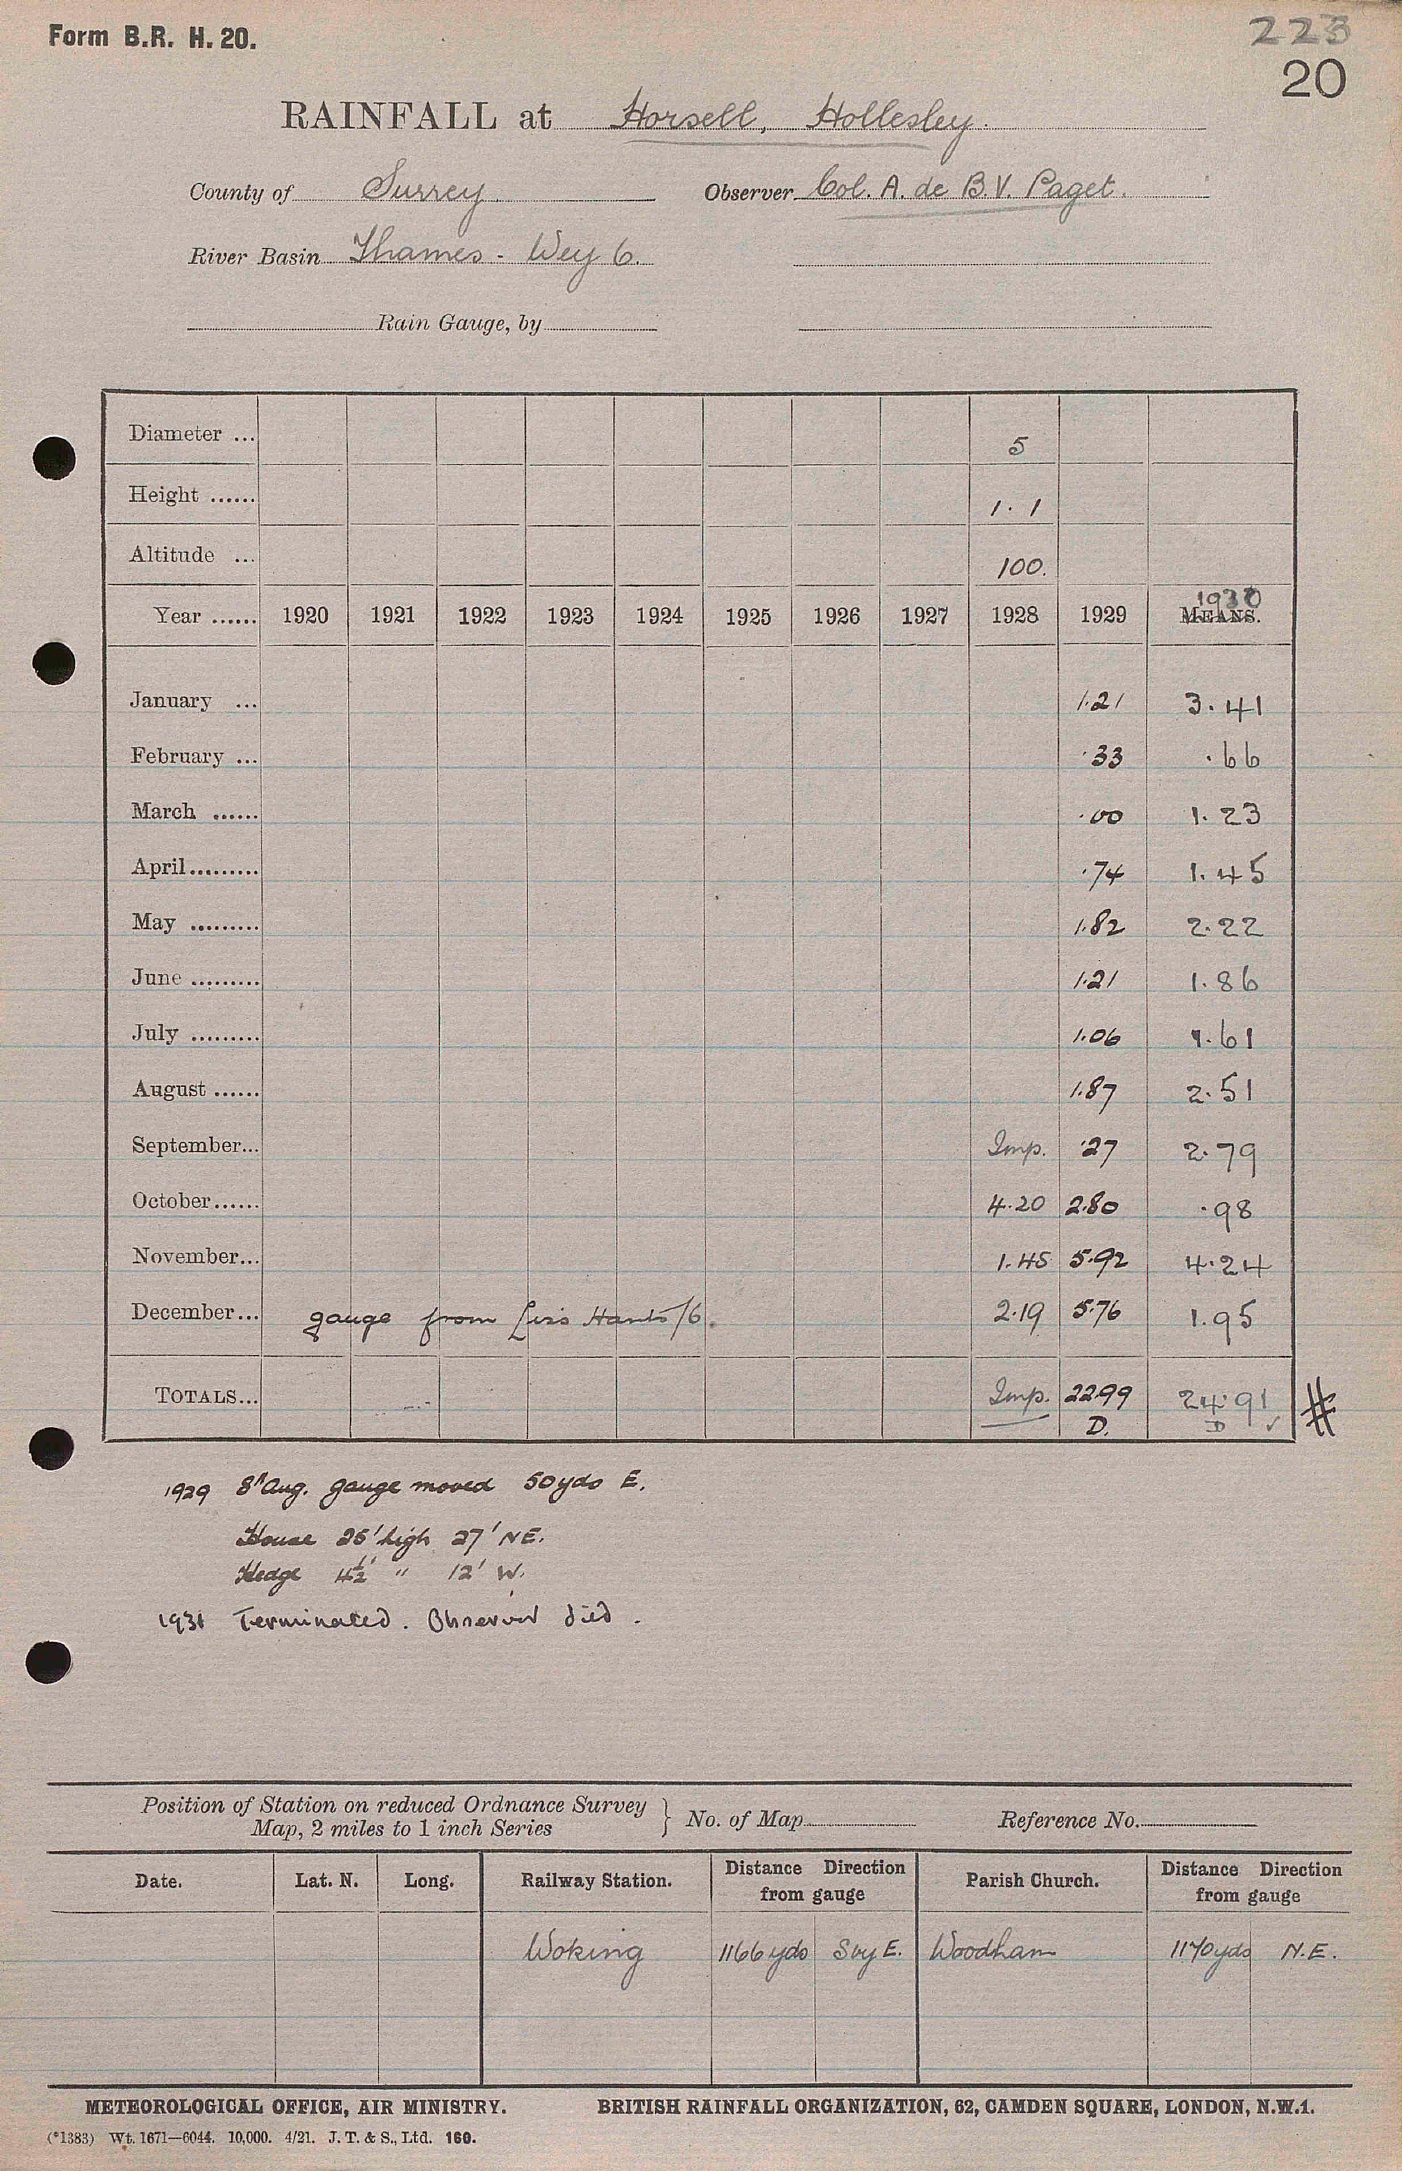 Form B.R. H. 20.
223
20
RAINFALL at Horsell, Hollesley.
County of Surrey. Observer Col. A. de B.V. Paget.
River Basin Thames - Wey 6.
Rain Gauge, by
Diameter ... 5
Height ...... 1.1
Altitude ... 100.
1930
Year ...... 1920 1921 1922 1923 1924 1925 1926 1927 1928 1929 MEANS.
January ... 1.21 3.41
February ... .33 .66
March ...... .00 1.23
April......... .74 1.45
May ......... 1.82 2.22
June ......... 1.21 1.86
July ......... 1.06 1.61
August ...... 1.87 2.51
September... Imp. .27 2.79
October...... 4.20 2.80 .98
November... 1.45 5.92 4.24
December... gauge from Liss Hants/6. 2.19 5.76 1.95
TOTALS... Imp. 22.99 24.91 #
D. D ✓
1929 8th Aug. gauge moved 50 yds E.
House 25' high 27' NE.
Hedge 4½' " 12' W.
1931 Terminated. Observer died.
Position of Station on reduced Ordnance Survey
Map, 2 miles to 1 inch Series } No. of Map Reference No.
Date. Lat. N. Long. Railway Station. Distance Direction from gauge Parish Church. Distance Direction from gauge
Woking 1166 yds S by E. Woodham 1170 yds N.E.
METEOROLOGICAL OFFICE, AIR MINISTRY. BRITISH RAINFALL ORGANIZATION, 62, CAMDEN SQUARE, LONDON, N.W.1.
(*1383) Wt. 1671—6044. 10,000. 4/21. J. T. & S., Ltd. 160.